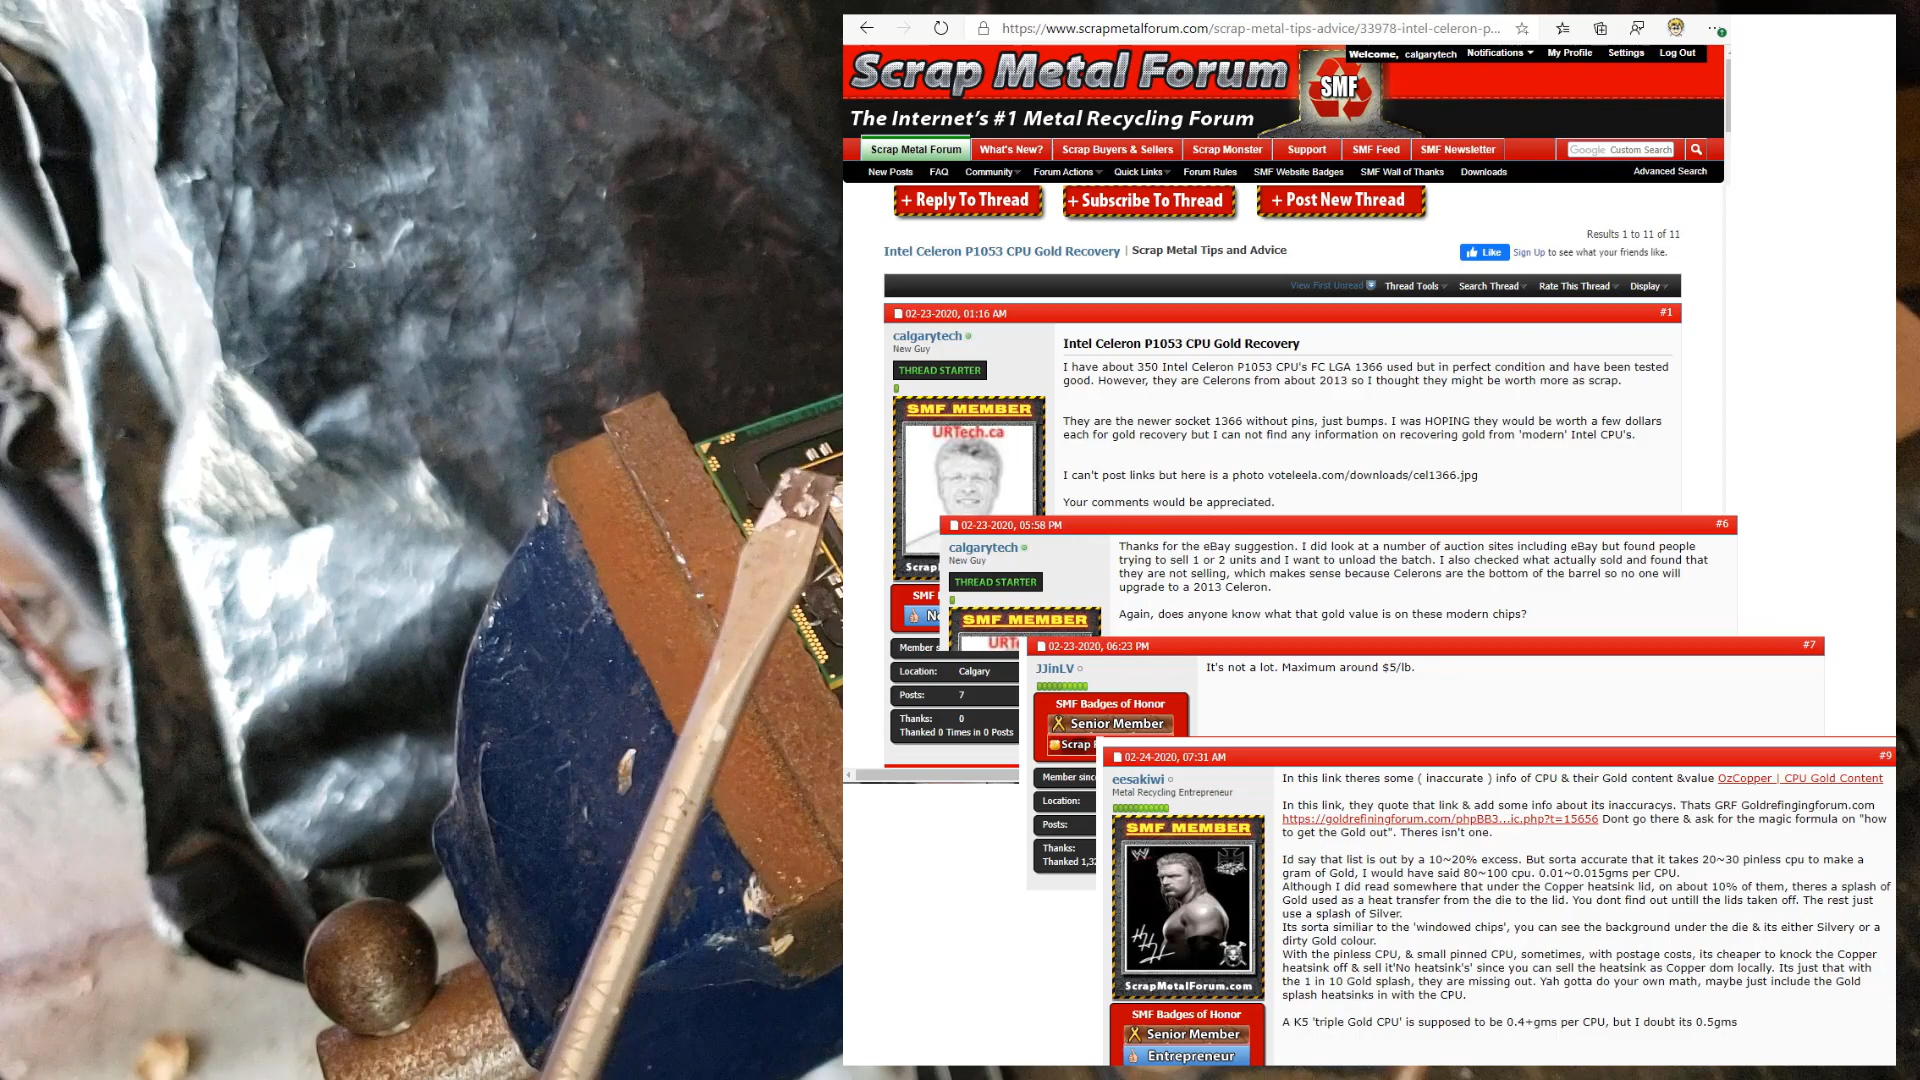 https://www.scrapmetalforum.com/scrap-metal-tips-advice/33978-intel-celeron-p...
Scrap Metal Forum
SMF
Welcome, calgarytech Notifications My Profile Settings Log Out
The Internet's #1 Metal Recycling Forum
Scrap Metal Forum What's New? Scrap Buyers & Sellers Scrap Monster Support SMF Feed SMF Newsletter Google Custom Search
New Posts FAQ Community Forum Actions Quick Links Forum Rules SMF Website Badges SMF Wall of Thanks Downloads Advanced Search
+ Reply To Thread + Subscribe To Thread + Post New Thread
Results 1 to 11 of 11
Intel Celeron P1053 CPU Gold Recovery | Scrap Metal Tips and Advice
Like Sign Up to see what your friends like.
View First Unread Thread Tools Search Thread Rate This Thread Display
02-23-2020, 01:16 AM #1
calgarytech
New Guy
THREAD STARTER
SMF MEMBER
URTech.ca
Intel Celeron P1053 CPU Gold Recovery
I have about 350 Intel Celeron P1053 CPU's FC LGA 1366 used but in perfect condition and have been tested
good. However, they are Celerons from about 2013 so I thought they might be worth more as scrap.
They are the newer socket 1366 without pins, just bumps. I was HOPING they would be worth a few dollars
each for gold recovery but I can not find any information on recovering gold from 'modern' Intel CPU's.
I can't post links but here is a photo voteleela.com/downloads/cel1366.jpg
Your comments would be appreciated.
Scrap
SMF
Member s
Location: Calgary
Posts: 7
Thanks: 0
Thanked 0 Times in 0 Posts
02-23-2020, 05:58 PM #6
calgarytech
New Guy
THREAD STARTER
SMF MEMBER
URT
Thanks for the eBay suggestion. I did look at a number of auction sites including eBay but found people
trying to sell 1 or 2 units and I want to unload the batch. I also checked what actually sold and found that
they are not selling, which makes sense because Celerons are the bottom of the barrel so no one will
upgrade to a 2013 Celeron.
Again, does anyone know what that gold value is on these modern chips?
02-23-2020, 06:23 PM #7
JJinLV
SMF Badges of Honor
Senior Member
Scrap
Member since
Location:
Posts:
Thanks:
Thanked 1,32
It's not a lot. Maximum around $5/lb.
02-24-2020, 07:31 AM #9
eesakiwi
Metal Recycling Entrepreneur
SMF MEMBER
ScrapMetalForum.com
SMF Badges of Honor
Senior Member
Entrepreneur
In this link theres some ( inaccurate ) info of CPU & their Gold content &value OzCopper | CPU Gold Content
In this link, they quote that link & add some info about its inaccuracys. Thats GRF Goldrefingingforum.com
https://goldrefiningforum.com/phpBB3...ic.php?t=15656 Dont go there & ask for the magic formula on "how
to get the Gold out". Theres isn't one.
Id say that list is out by a 10~20% excess. But sorta accurate that it takes 20~30 pinless cpu to make a
gram of Gold, I would have said 80~100 cpu. 0.01~0.015gms per CPU.
Although I did read somewhere that under the Copper heatsink lid, on about 10% of them, theres a splash of
Gold used as a heat transfer from the die to the lid. You dont find out untill the lids taken off. The rest just
use a splash of Silver.
Its sorta similiar to the 'windowed chips', you can see the background under the die & its either Silvery or a
dirty Gold colour.
With the pinless CPU, & small pinned CPU, sometimes, with postage costs, its cheaper to knock the Copper
heatsink off & sell it'No heatsink's' since you can sell the heatsink as Copper dom locally. Its just that with
the 1 in 10 Gold splash, they are missing out. Yah gotta do your own math, maybe just include the Gold
splash heatsinks in with the CPU.
A K5 'triple Gold CPU' is supposed to be 0.4+gms per CPU, but I doubt its 0.5gms